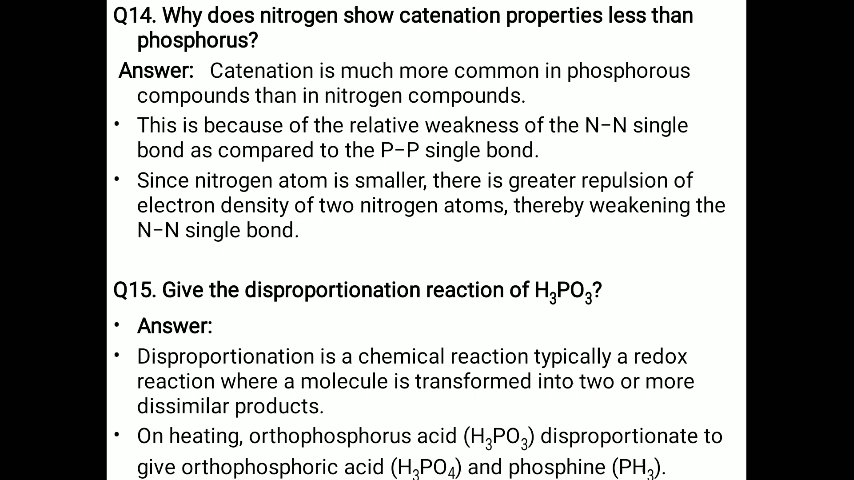 Q14. Why does nitrogen show catenation properties less than
phosphorus?
Answer: Catenation is much more common in phosphorous
compounds than in nitrogen compounds.
• This is because of the relative weakness of the N−N single
bond as compared to the P−P single bond.
• Since nitrogen atom is smaller, there is greater repulsion of
electron density of two nitrogen atoms, thereby weakening the
N−N single bond.
Q15. Give the disproportionation reaction of H₃PO₃?
• Answer:
• Disproportionation is a chemical reaction typically a redox
reaction where a molecule is transformed into two or more
dissimilar products.
• On heating, orthophosphorus acid (H₃PO₃) disproportionate to
give orthophosphoric acid (H₃PO₄) and phosphine (PH₃).